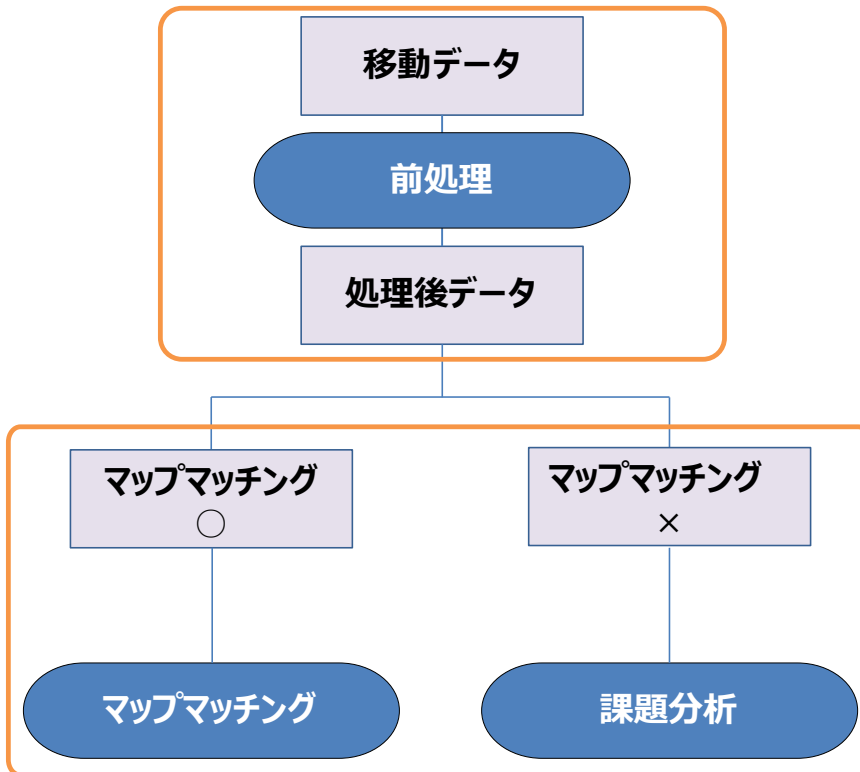 移動データ
前処理
処理後データ
マップマッチング
○
マップマッチング
×
マップマッチング
課題分析